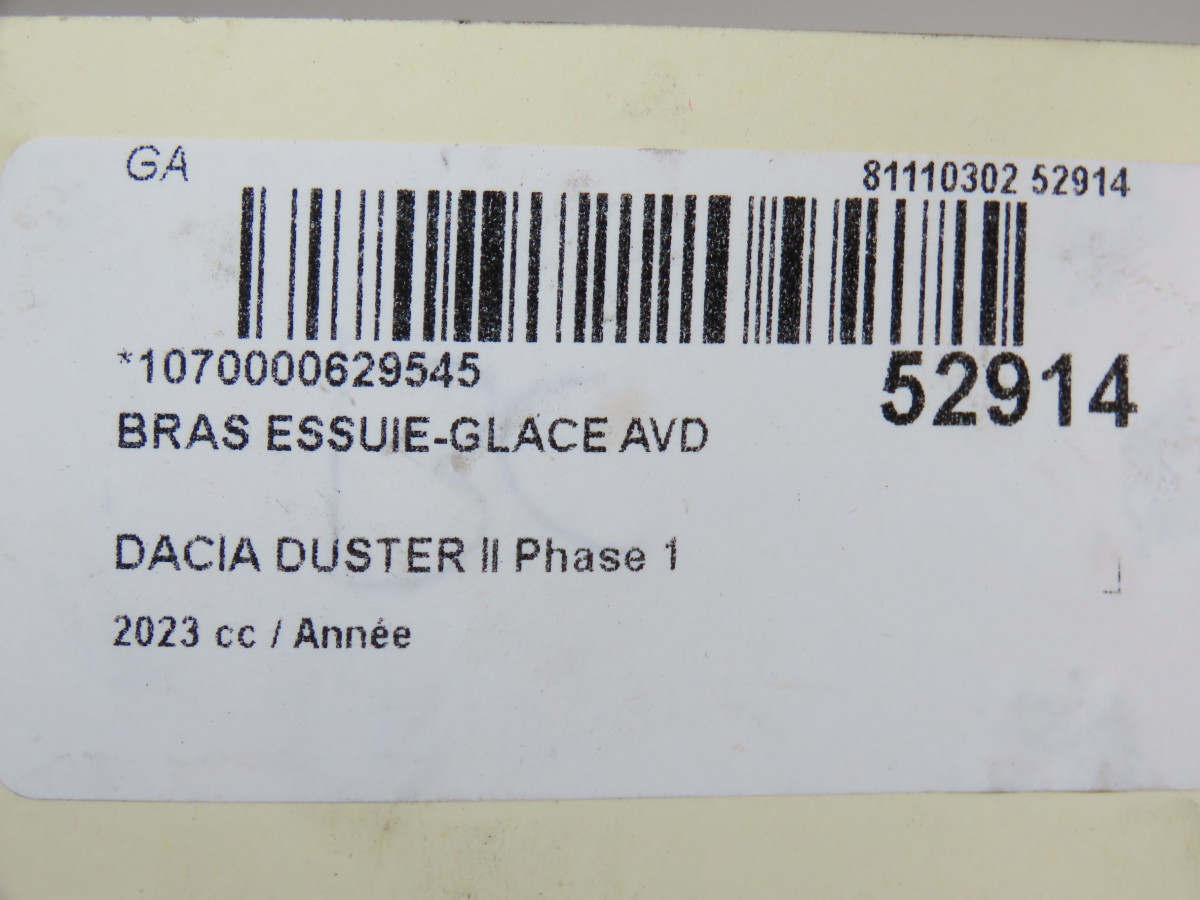 GA
81110302 52914
*1070000629545
52914
BRAS ESSUIE-GLACE AVD
DACIA DUSTER II Phase 1
2023 cc / Année